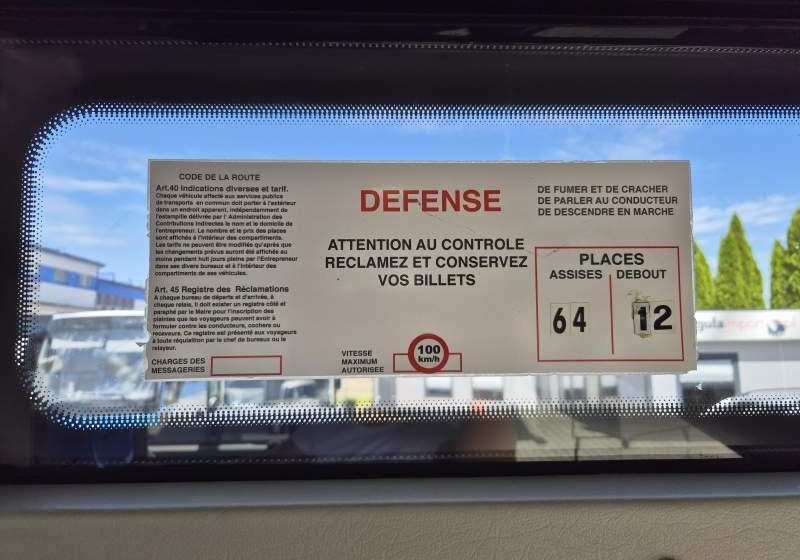 CODE DE LA ROUTE
Art.40 Indications diverses et tarif.
Chaque véhicule affecté aux services publics
de transports en commun doit porter à l'extérieur
dans un endroit apparent, indépendamment de
l'estampille délivrée par l' Administration des
Contributions indirectes le nom et le domicile de
l'entrepreneur. Le nombre et le prix des places
sont affichés à l'intérieur des compartiments.
Les tarifs ne peuvent être modifiés qu'après que
les changements prévus auront été affichés au
moins pendant huit jours pleins par l'Entrepreneur
dans ses divers bureaux et à l'intérieur des
compartiments de ses véhicules.
Art. 45 Registre des Réclamations
A chaque bureau de départs et d'arrivée, à
chaque relais, il doit exister un registre côté et
paraphé par le Maire pour l'inscription des
plaintes que les voyageurs peuvent avoir à
formuler contre les conducteurs, cochers ou
receveurs. Ce registre est présenté aux voyageurs
à toute réquisition par le chef de bureau ou le
relayeur.
CHARGES DES
MESSAGERIES
DEFENSE
DE FUMER ET DE CRACHER
DE PARLER AU CONDUCTEUR
DE DESCENDRE EN MARCHE
ATTENTION AU CONTROLE
RECLAMEZ ET CONSERVEZ
VOS BILLETS
VITESSE
MAXIMUM
AUTORISEE
100
km/h
PLACES
ASSISES DEBOUT
64 12